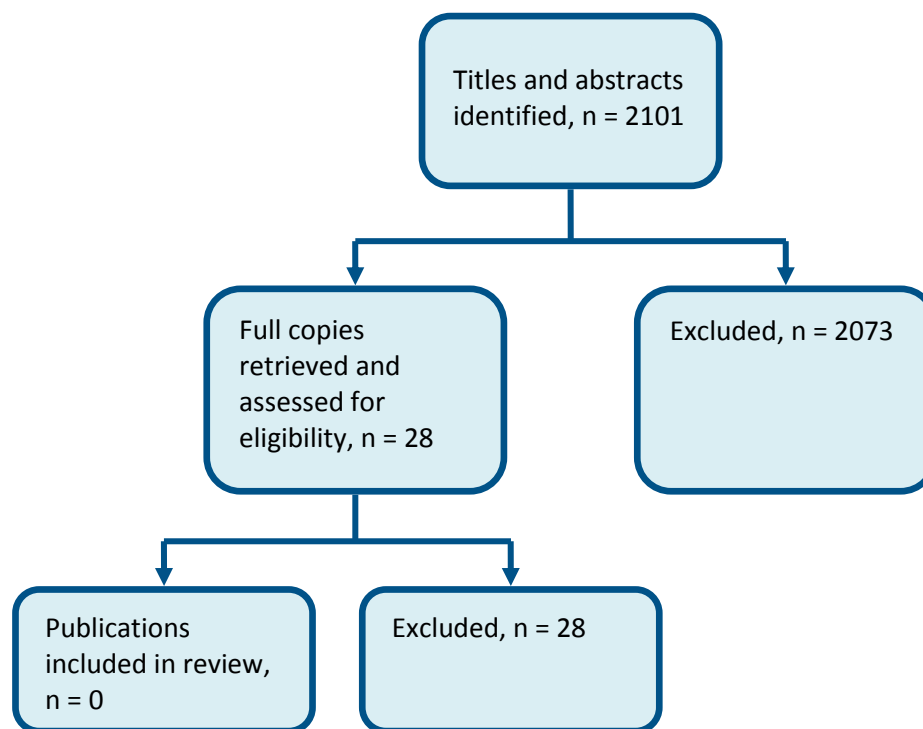 Titles and abstracts
identified, n = 2101
Full copies
retrieved and
assessed for
eligibility, n = 28
Excluded, n = 2073
Publications
included in review,
n = 0
Excluded, n = 28